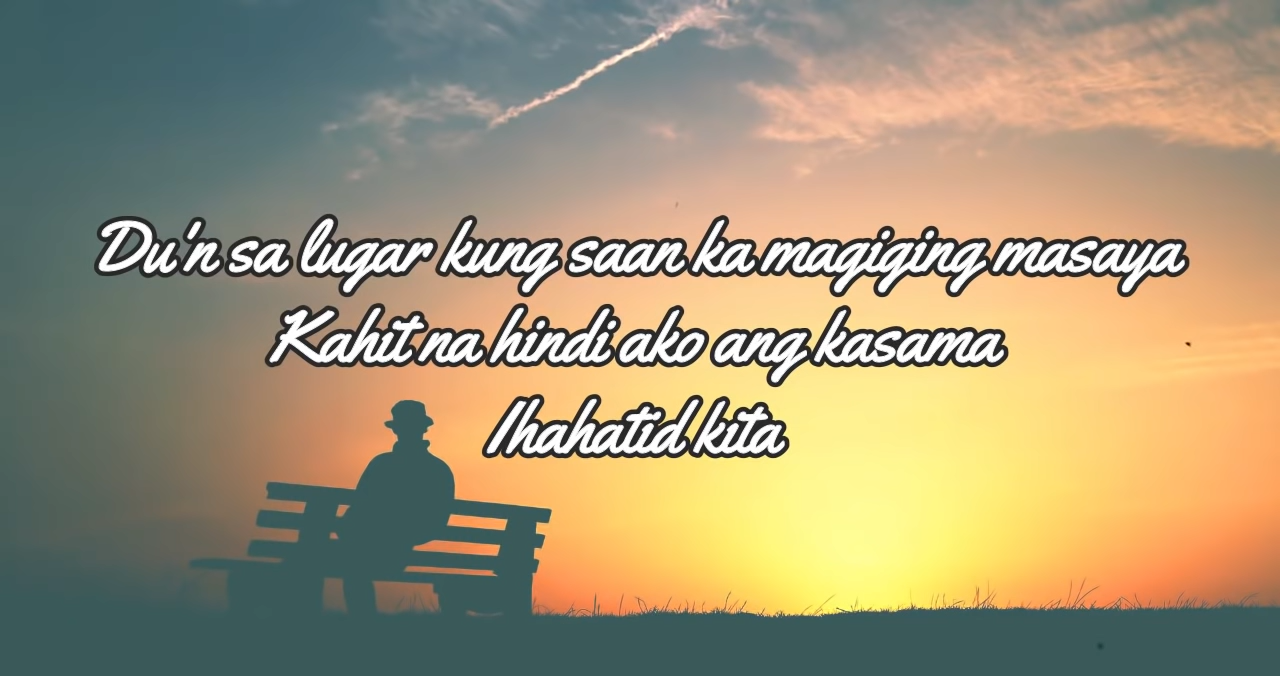 Du'n sa lugar kung saan ka magiging masaya
Kahit na hindi ako ang kasama
Ihahatid kita